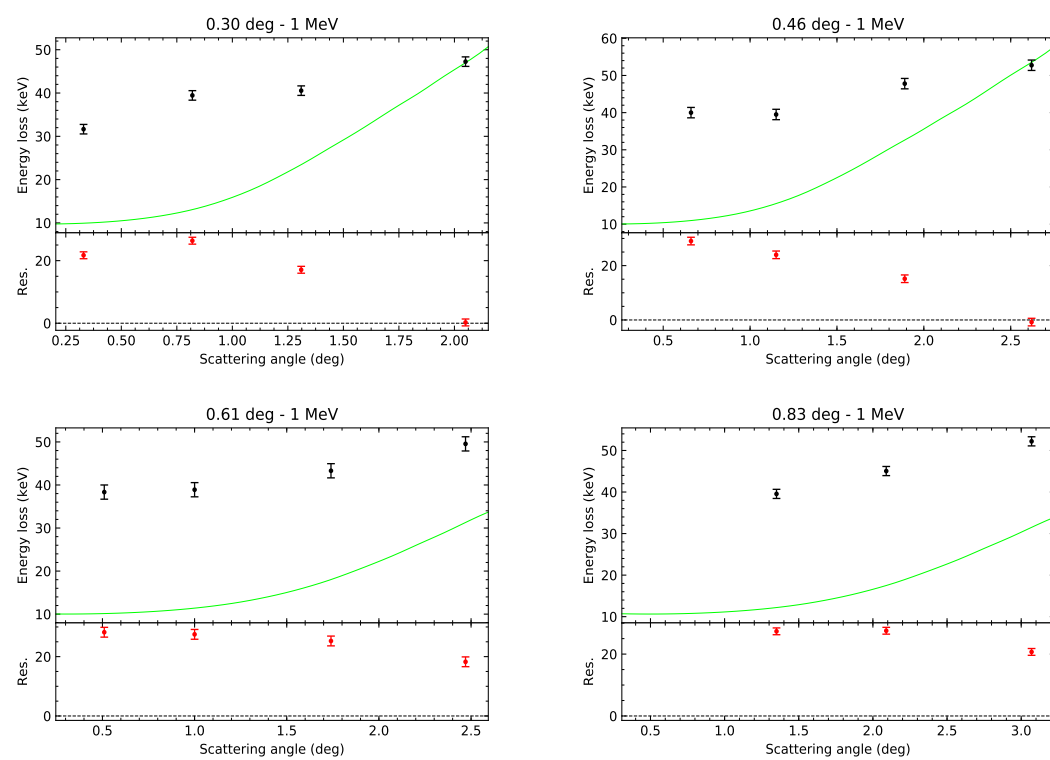 0.30 deg - 1 MeV
50
40
30
20
10
Energy loss (keV)
20
0
Res.
0.25 0.50 0.75 1.00 1.25 1.50 1.75 2.00
Scattering angle (deg)
0.46 deg - 1 MeV
60
50
40
30
20
10
Energy loss (keV)
20
0
Res.
0.5 1.0 1.5 2.0 2.5
Scattering angle (deg)
0.61 deg - 1 MeV
50
40
30
20
10
Energy loss (keV)
20
0
Res.
0.5 1.0 1.5 2.0 2.5
Scattering angle (deg)
0.83 deg - 1 MeV
50
40
30
20
10
Energy loss (keV)
20
0
Res.
0.5 1.0 1.5 2.0 2.5 3.0
Scattering angle (deg)